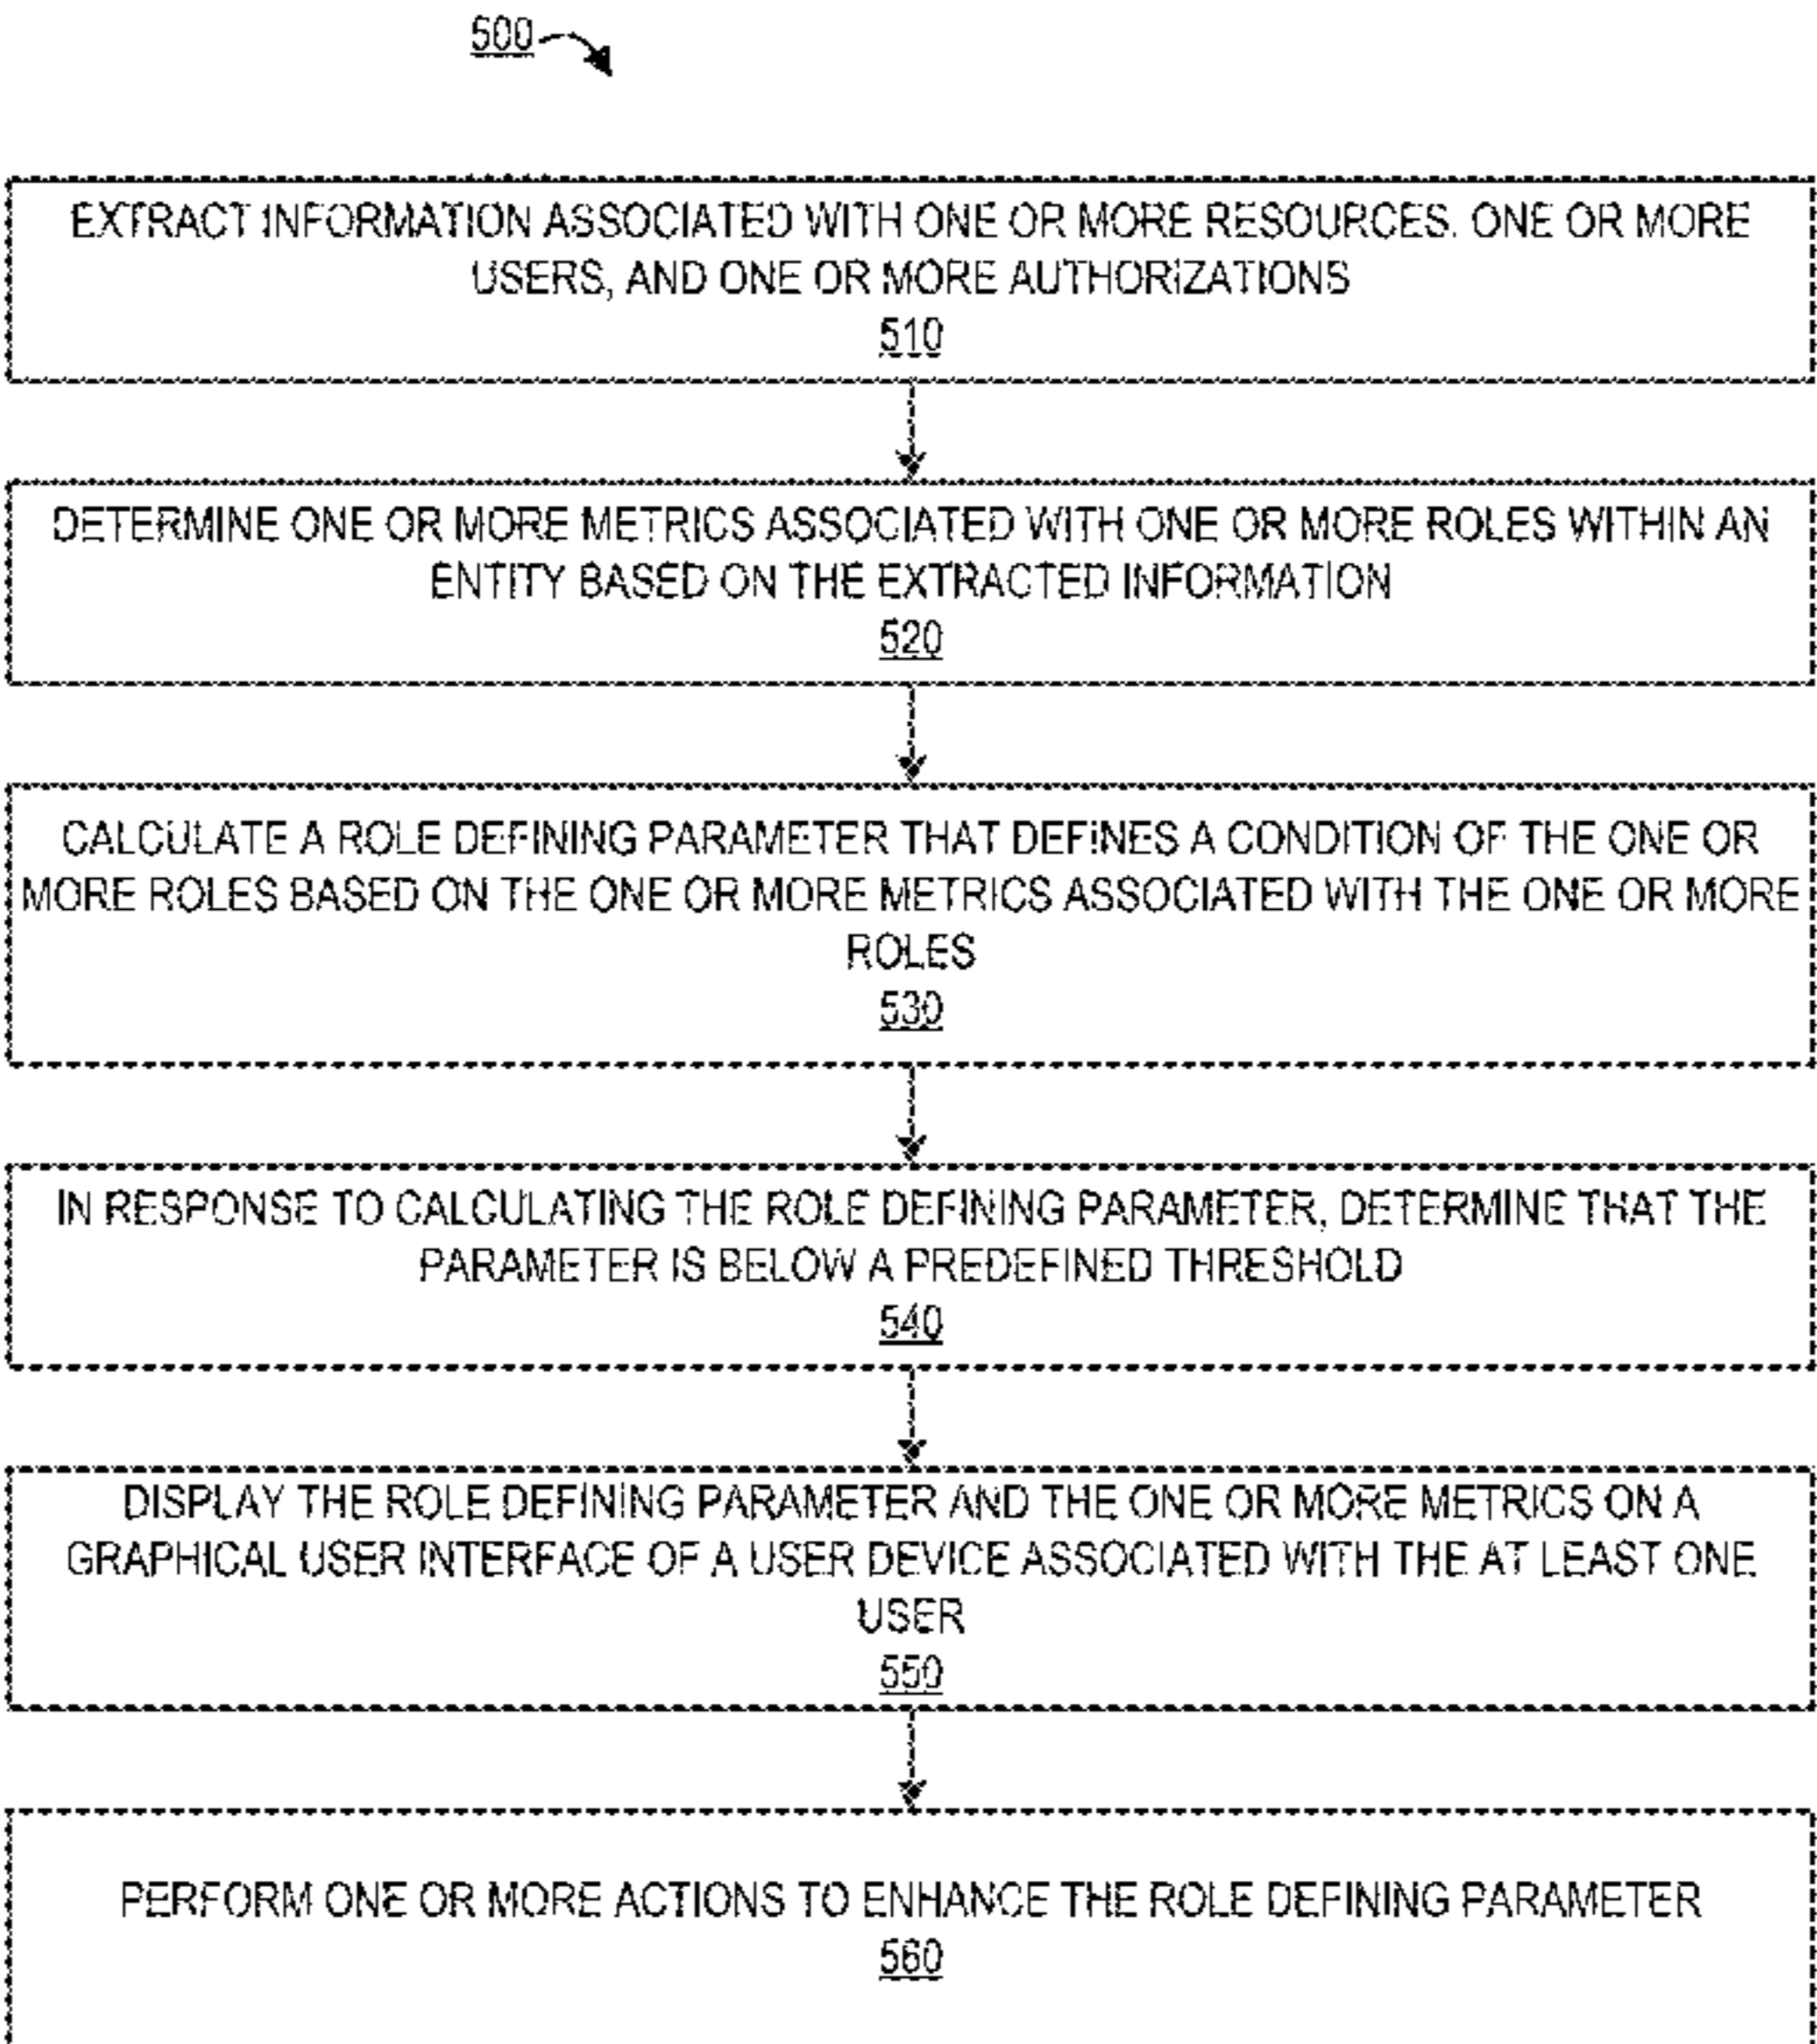 500
EXTRACT INFORMATION ASSOCIATED WITH ONE OR MORE RESOURCES. ONE OR MORE
USERS, AND ONE OR MORE AUTHORIZATIONS
510
DETERMINE ONE OR MORE METRICS ASSOCIATED WITH ONE OR MORE ROLES WITHIN AN
ENTITY BASED ON THE EXTRACTED INFORMATION
520
CALCULATE A ROLE DEFINING PARAMETER THAT DEFINES A CONDITION OF THE ONE OR
MORE ROLES BASED ON THE ONE OR MORE METRICS ASSOCIATED WITH THE ONE OR MORE
ROLES
530
IN RESPONSE TO CALCULATING THE ROLE DEFINING PARAMETER, DETERMINE THAT THE
PARAMETER IS BELOW A PREDEFINED THRESHOLD
540
DISPLAY THE ROLE DEFINING PARAMETER AND THE ONE OR MORE METRICS ON A
GRAPHICAL USER INTERFACE OF A USER DEVICE ASSOCIATED WITH THE AT LEAST ONE
USER
550
PERFORM ONE OR MORE ACTIONS TO ENHANCE THE ROLE DEFINING PARAMETER
560